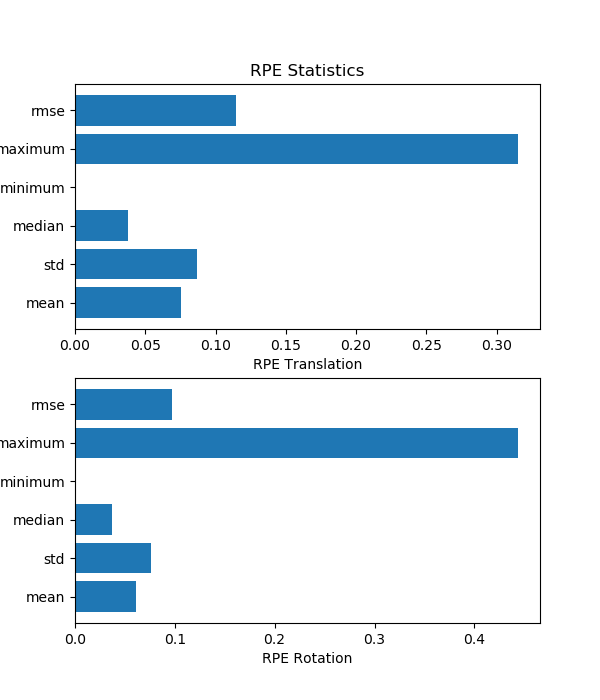 RPE Statistics
rmse
maximum
minimum
median
std
mean
0.00 0.05 0.10 0.15 0.20 0.25 0.30
RPE Translation
rmse
maximum
minimum
median
std
mean
0.0 0.1 0.2 0.3 0.4
RPE Rotation